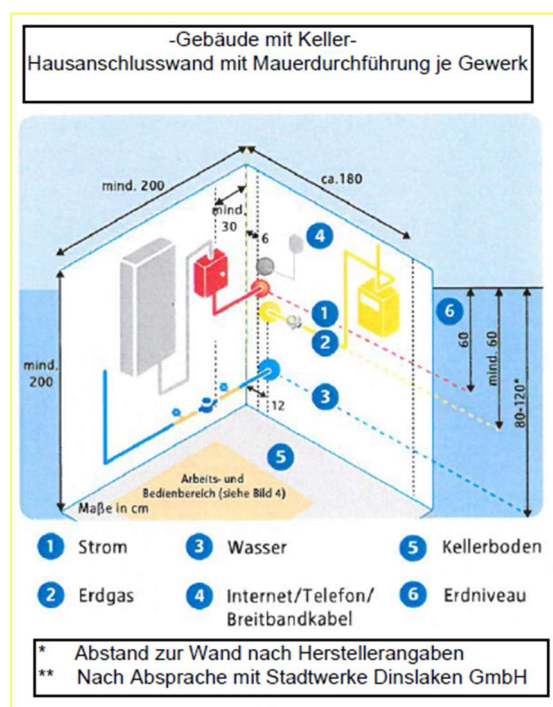 -Gebäude mit Keller-
Hausanschlusswand mit Mauerdurchführung je Gewerk
mind. 200
ca.180
mind.
30
6
4
1
2
3
6
60
mind. 60
80-120*
mind.
200
12
5
Arbeits- und
Bedienbereich (siehe Bild 4)
Maße in cm
1 Strom
3 Wasser
5 Kellerboden
2 Erdgas
4 Internet/Telefon/
Breitbandkabel
6 Erdniveau
* Abstand zur Wand nach Herstellerangaben
** Nach Absprache mit Stadtwerke Dinslaken GmbH